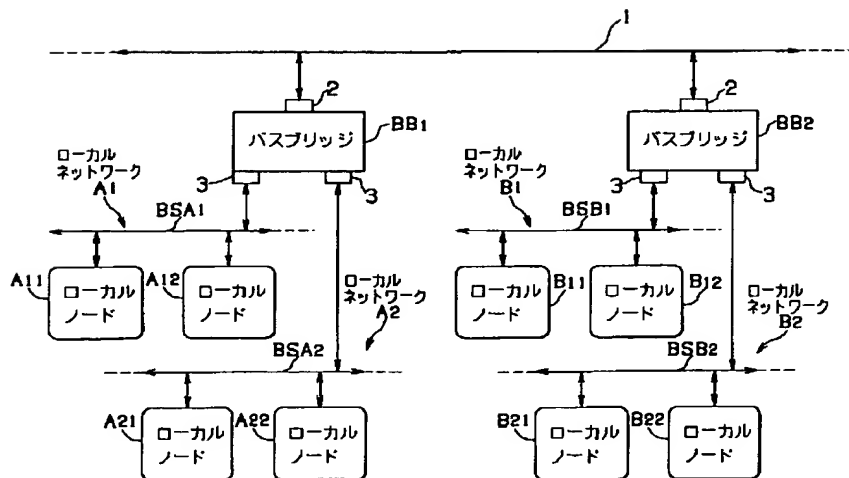 1
2
2
バスブリッジ
BB1
バスブリッジ
BB2
ローカル
ネットワーク
A1
3
3
ローカル
ネットワーク
B1
3
3
BSA1
BSB1
A11
ローカル
ノード
A12
ローカル
ノード
ローカル
ネットワーク
A2
ローカル
ノード
B11
ローカル
ノード
B12
ローカル
ネットワーク
B2
BSA2
BSB2
A21
ローカル
ノード
A22
ローカル
ノード
B21
ローカル
ノード
B22
ローカル
ノード